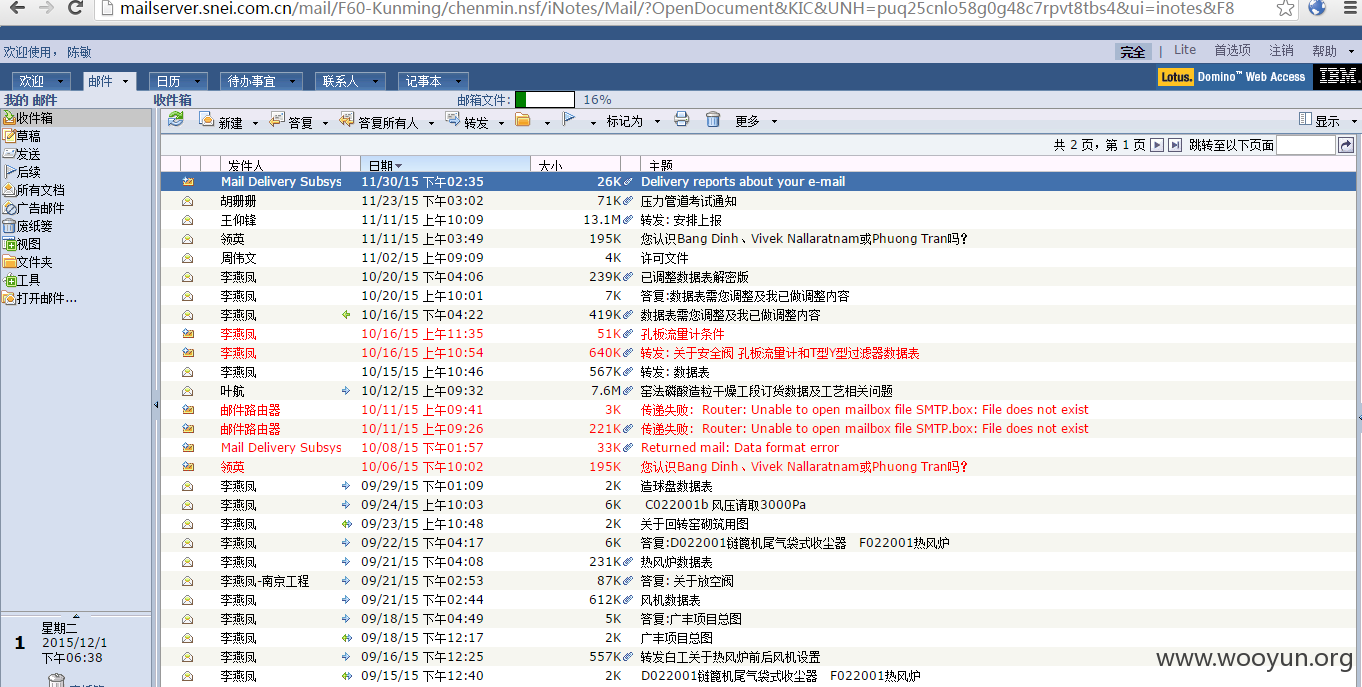 mailserver.snei.com.cn/mail/F60-Kunming/chenmin.nsf/iNotes/Mail/?OpenDocument&KIC&UNH=puq25cnlo58g0g48c7rpvt8tbs4&ui=inotes&F8
欢迎使用，陈敏 完全 | Lite 首选项 注销 帮助
欢迎 邮件 日历 待办事宜 联系人 记事本 Lotus. Domino™ Web Access IBM.
我的 邮件 收件箱 邮箱文件: 16%
收件箱
草稿
发送
后续
所有文档
广告邮件
废纸篓
视图
文件夹
工具
打开邮件...
新建 答复 答复所有人 转发 标记为 更多 显示
共 2 页，第 1 页 跳转至以下页面
发件人 日期 大小 主题
Mail Delivery Subsys 11/30/15 下午02:35 26K Delivery reports about your e-mail
胡珊珊 11/23/15 下午03:02 71K 压力管道考试通知
王仰锋 11/11/15 上午10:09 13.1M 转发: 安排上报
领英 11/11/15 上午03:49 195K 您认识Bang Dinh、Vivek Nallaratnam或Phuong Tran吗?
周伟文 11/02/15 上午09:09 4K 许可文件
李燕凤 10/20/15 下午04:06 239K 已调整数据表解密版
李燕凤 10/20/15 上午10:01 7K 答复:数据表需您调整及我已做调整内容
李燕凤 10/16/15 下午04:22 419K 数据表需您调整及我已做调整内容
李燕凤 10/16/15 上午11:35 51K 孔板流量计条件
李燕凤 10/16/15 上午10:54 640K 转发: 关于安全阀 孔板流量计和T型Y型过滤器数据表
李燕凤 10/15/15 上午10:46 567K 转发: 数据表
叶航 10/12/15 上午09:32 7.6M 窑法磷酸造粒干燥工段订货数据及工艺相关问题
邮件路由器 10/11/15 上午09:41 3K 传递失败: Router: Unable to open mailbox file SMTP.box: File does not exist
邮件路由器 10/11/15 上午09:26 221K 传递失败: Router: Unable to open mailbox file SMTP.box: File does not exist
Mail Delivery Subsys 10/08/15 下午01:57 33K Returned mail: Data format error
领英 10/06/15 下午10:02 195K 您认识Bang Dinh、Vivek Nallaratnam或Phuong Tran吗?
李燕凤 09/29/15 下午01:09 2K 造球盘数据表
李燕凤 09/24/15 上午10:03 6K C022001b 风压请取3000Pa
李燕凤 09/23/15 上午10:48 2K 关于回转窑砌筑用图
李燕凤 09/22/15 下午04:17 6K 答复:D022001链篦机尾气袋式收尘器 F022001热风炉
李燕凤 09/21/15 下午04:08 231K 热风炉数据表
李燕凤-南京工程 09/21/15 下午02:53 87K 答复: 关于放空阀
李燕凤 09/21/15 下午02:44 612K 风机数据表
李燕凤 09/18/15 下午04:49 5K 答复:广丰项目总图
李燕凤 09/18/15 下午12:17 2K 广丰项目总图
李燕凤 09/16/15 下午12:25 557K 转发白工关于热风炉前后风机设置
李燕凤 09/15/15 下午12:40 2K D022001链篦机尾气袋式收尘器 F022001热风炉
1 星期二
2015/12/1
下午06:38
www.wooyun.org